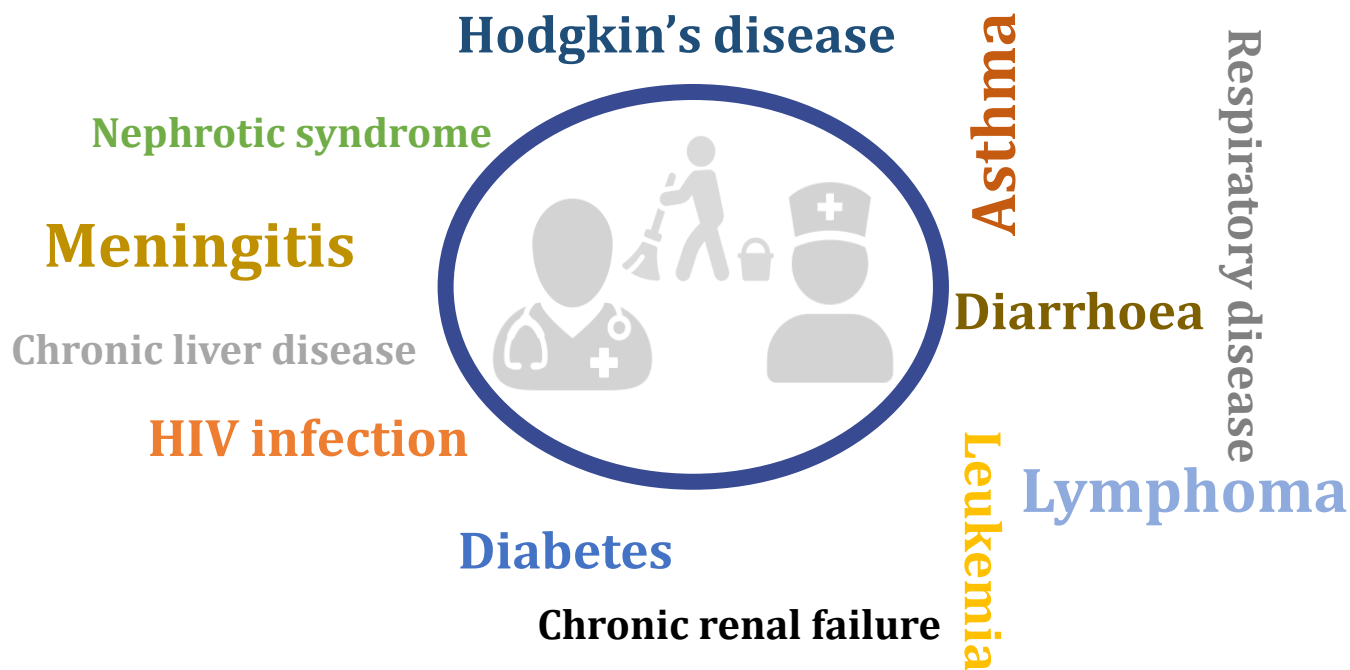 Hodgkin’s disease
Asthma
Respiratory disease
Nephrotic syndrome
Meningitis
Diarrhoea
Chronic liver disease
HIV infection
Leukemia
Lymphoma
Diabetes
Chronic renal failure